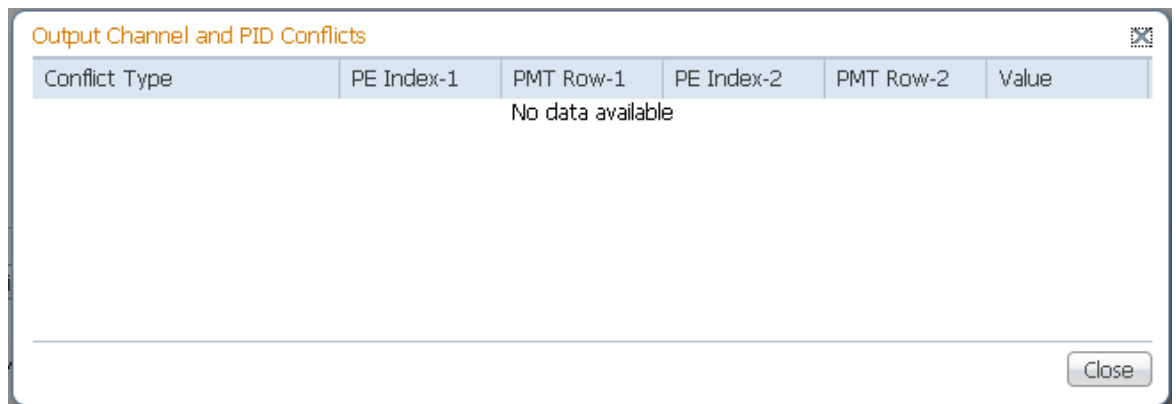 Output Channel and PID Conflicts
Conflict Type PE Index-1 PMT Row-1 PE Index-2 PMT Row-2 Value
No data available
Close